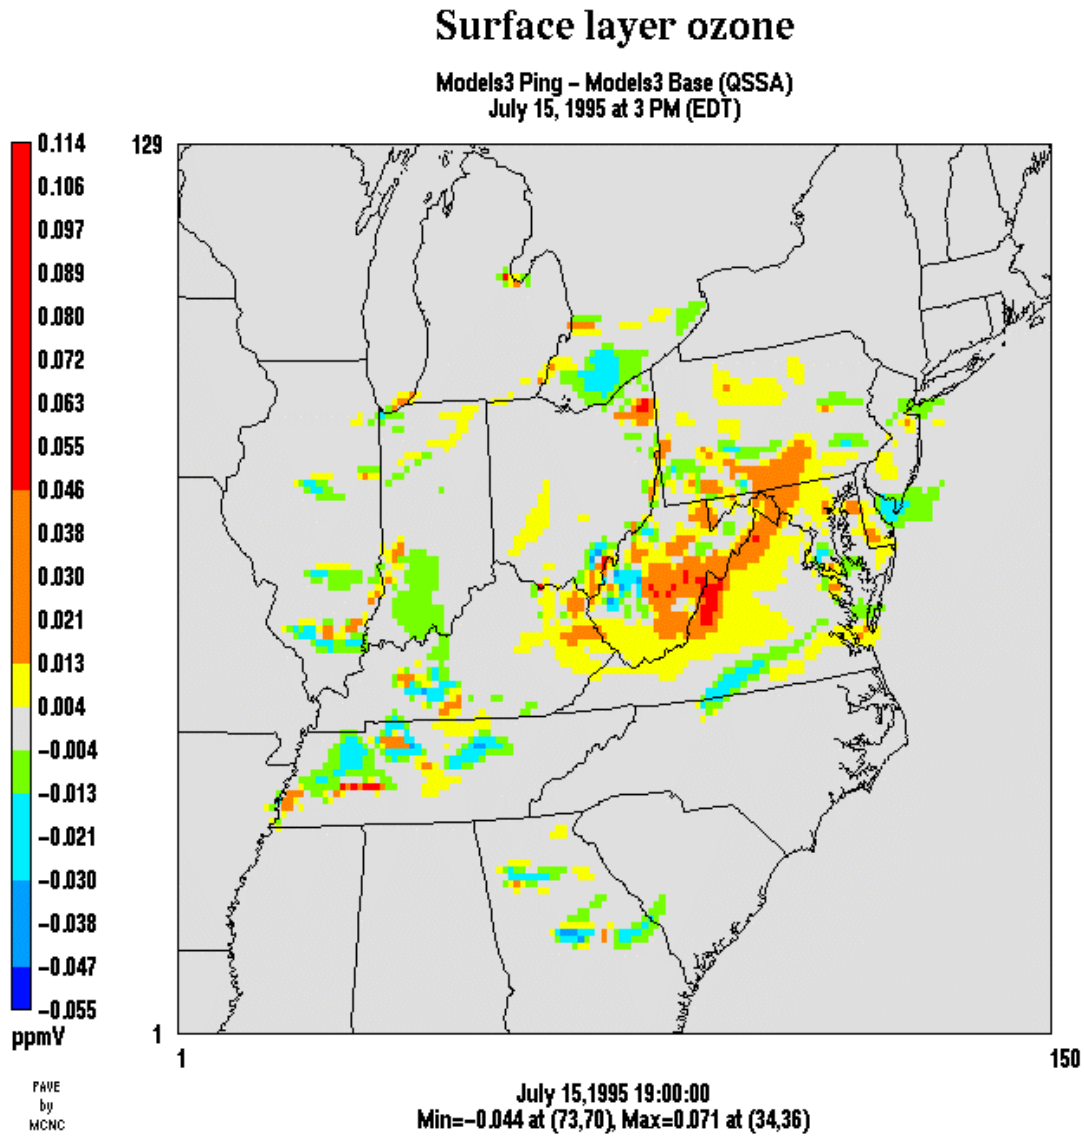 Surface layer ozone
Models3 Ping − Models3 Base (QSSA)
July 15, 1995 at 3 PM (EDT)
0.114
0.106
0.097
0.089
0.080
0.072
0.063
0.055
0.046
0.038
0.030
0.021
0.013
0.004
−0.004
−0.013
−0.021
−0.030
−0.038
−0.047
−0.055
ppmV
129
1
1
150
PAVE
by
MCNC
July 15,1995 19:00:00
Min=−0.044 at (73,70), Max=0.071 at (34,36)